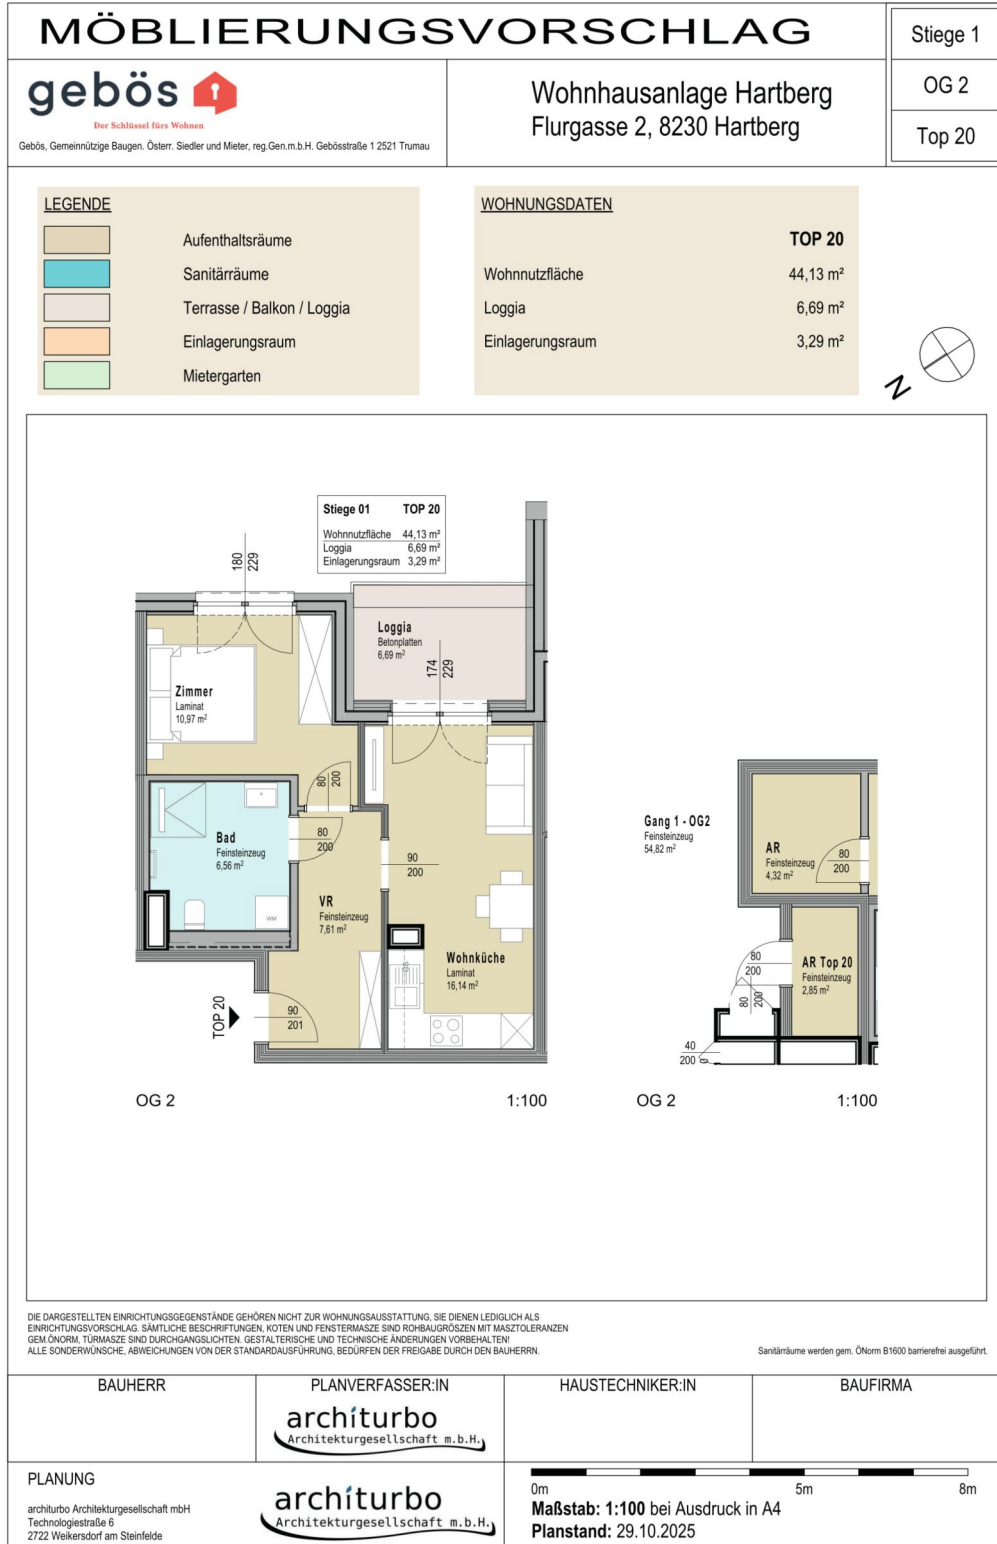 MÖBLIERUNGSVORSCHLAG
Stiege 1
OG 2
Top 20
gebös
Der Schlüssel fürs Wohnen
Gebös, Gemeinnützige Baugen. Österr. Siedler und Mieter, reg.Gen.m.b.H. Gebösstraße 1 2521 Trumau
Wohnhausanlage Hartberg
Flurgasse 2, 8230 Hartberg
LEGENDE
Aufenthaltsräume
Sanitärräume
Terrasse / Balkon / Loggia
Einlagerungsraum
Mietergarten
WOHNUNGSDATEN
TOP 20
Wohnnutzfläche 44,13 m²
Loggia 6,69 m²
Einlagerungsraum 3,29 m²
N
Stiege 01 TOP 20
Wohnnutzfläche 44,13 m²
Loggia 6,69 m²
Einlagerungsraum 3,29 m²
180
229
Loggia
Betonplatten
6,69 m²
174
229
Zimmer
Laminat
10,97 m²
80
200
Bad
Feinsteinzeug
6,56 m²
80
200
90
200
VR
Feinsteinzeug
7,61 m²
WM
Wohnküche
Laminat
16,14 m²
GS
TOP 20
90
201
OG 2
1:100
Gang 1 - OG2
Feinsteinzeug
54,82 m²
AR
Feinsteinzeug
4,32 m²
80
200
AR Top 20
Feinsteinzeug
2,85 m²
80
200
80
200
40
200
OG 2
1:100
DIE DARGESTELLTEN EINRICHTUNGSGEGENSTÄNDE GEHÖREN NICHT ZUR WOHNUNGSAUSSTATTUNG, SIE DIENEN LEDIGLICH ALS
EINRICHTUNGSVORSCHLAG. SÄMTLICHE BESCHRIFTUNGEN, KOTEN UND FENSTERMASZE SIND ROHBAUGRÖSZEN MIT MASZTOLERANZEN
GEM.ÖNORM, TÜRMASZE SIND DURCHGANGSLICHTEN. GESTALTERISCHE UND TECHNISCHE ÄNDERUNGEN VORBEHALTEN!
ALLE SONDERWÜNSCHE, ABWEICHUNGEN VON DER STANDARDAUSFÜHRUNG, BEDÜRFEN DER FREIGABE DURCH DEN BAUHERRN.
Sanitärräume werden gem. ÖNorm B1600 barrierefrei ausgeführt.
BAUHERR
PLANVERFASSER:IN
HAUSTECHNIKER:IN
BAUFIRMA
architurbo
Architekturgesellschaft m.b.H.
PLANUNG
architurbo Architekturgesellschaft mbH
Technologiestraße 6
2722 Weikersdorf am Steinfelde
architurbo
Architekturgesellschaft m.b.H.
0m 5m 8m
Maßstab: 1:100 bei Ausdruck in A4
Planstand: 29.10.2025